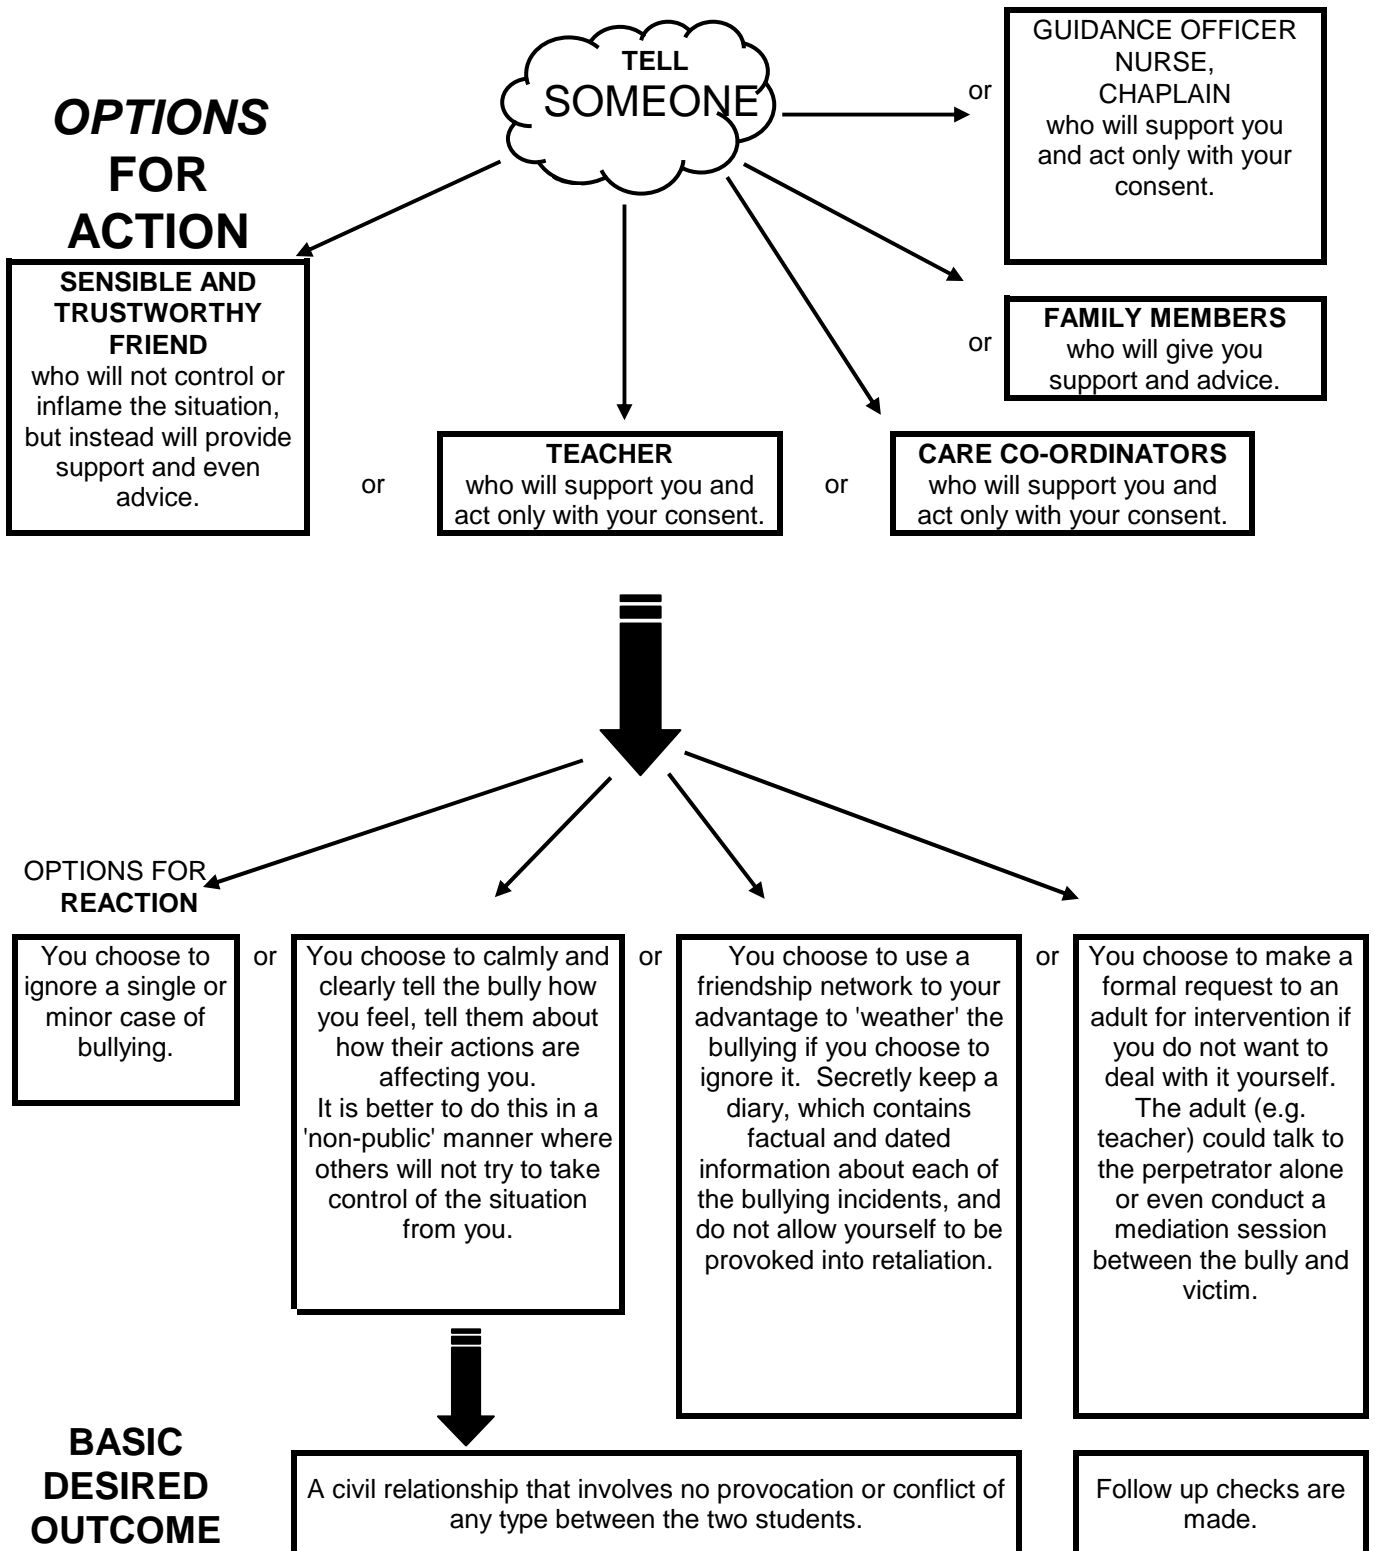 TELL
SOMEONE
OPTIONS
FOR
ACTION
or
GUIDANCE OFFICER
NURSE,
CHAPLAIN
who will support you
and act only with your
consent.
SENSIBLE AND
TRUSTWORTHY
FRIEND
who will not control or
inflame the situation,
but instead will provide
support and even
advice.
or
FAMILY MEMBERS
who will give you
support and advice.
or
TEACHER
who will support you and
act only with your consent.
or
CARE CO-ORDINATORS
who will support you and
act only with your consent.
OPTIONS FOR
REACTION
You choose to
ignore a single or
minor case of
bullying.
or
You choose to calmly and
clearly tell the bully how
you feel, tell them about
how their actions are
affecting you.
It is better to do this in a
'non-public' manner where
others will not try to take
control of the situation
from you.
or
You choose to use a
friendship network to your
advantage to 'weather' the
bullying if you choose to
ignore it.  Secretly keep a
diary, which contains
factual and dated
information about each of
the bullying incidents, and
do not allow yourself to be
provoked into retaliation.
or
You choose to make a
formal request to an
adult for intervention if
you do not want to
deal with it yourself.
The adult (e.g.
teacher) could talk to
the perpetrator alone
or even conduct a
mediation session
between the bully and
victim.
BASIC
DESIRED
OUTCOME
A civil relationship that involves no provocation or conflict of
any type between the two students.
Follow up checks are
made.